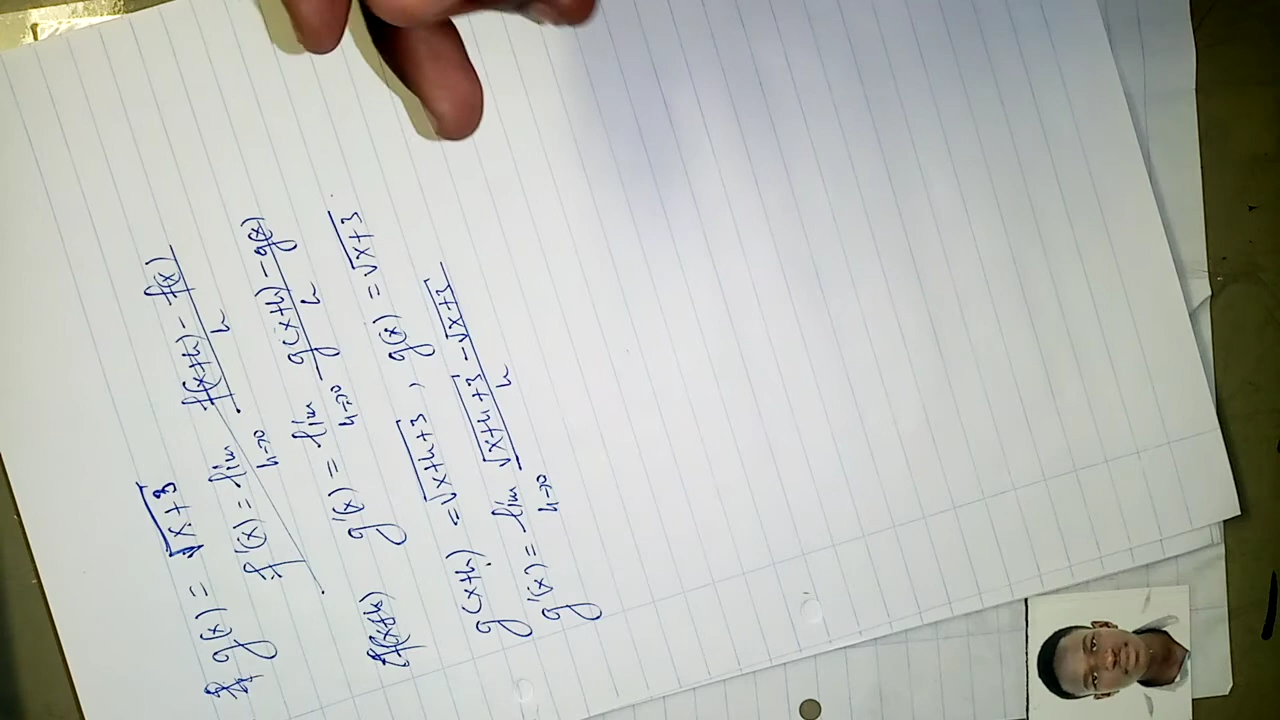 g(x) = √x+3
f'(x) = lim h→0 f(x+h) - f(x) / h
g'(x) = lim h→0 g(x+h) - g(x) / h
f(x+h)
g(x+h) = √x+h+3 , g(x) = √x+3
g'(x) = lim h→0 √x+h+3 - √x+3 / h